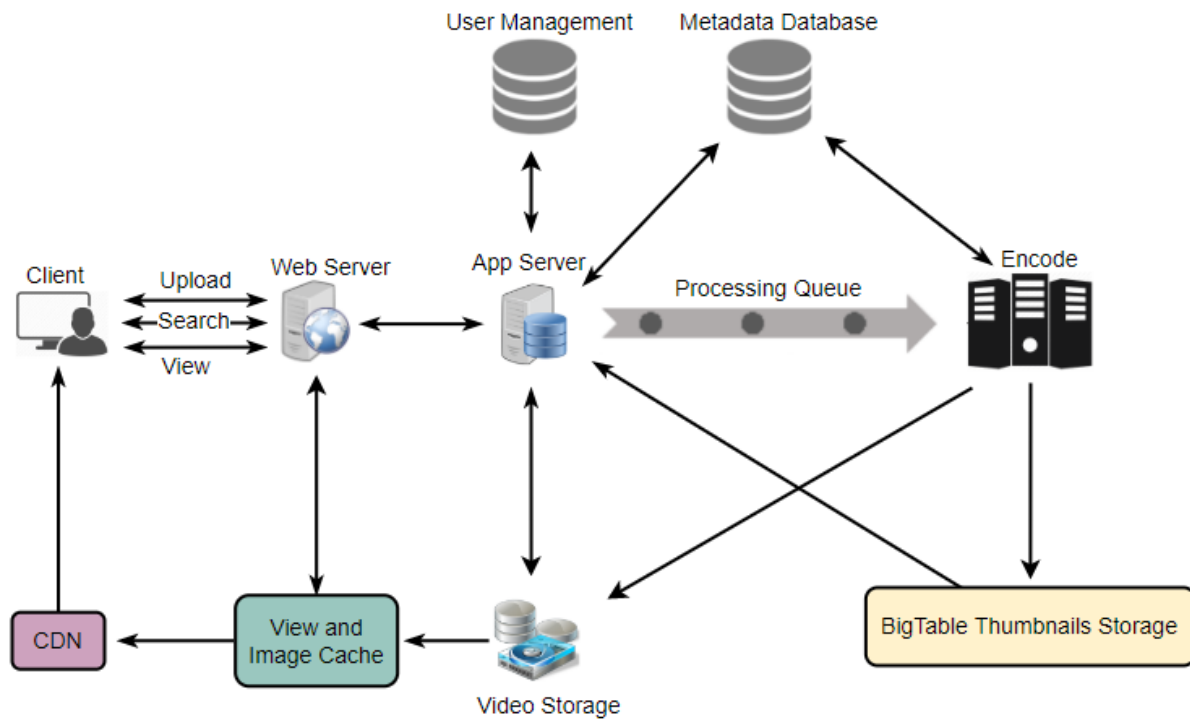 User Management
Metadata Database
Client
Upload
Search
View
Web Server
App Server
Processing Queue
Encode
CDN
View and
Image Cache
Video Storage
BigTable Thumbnails Storage